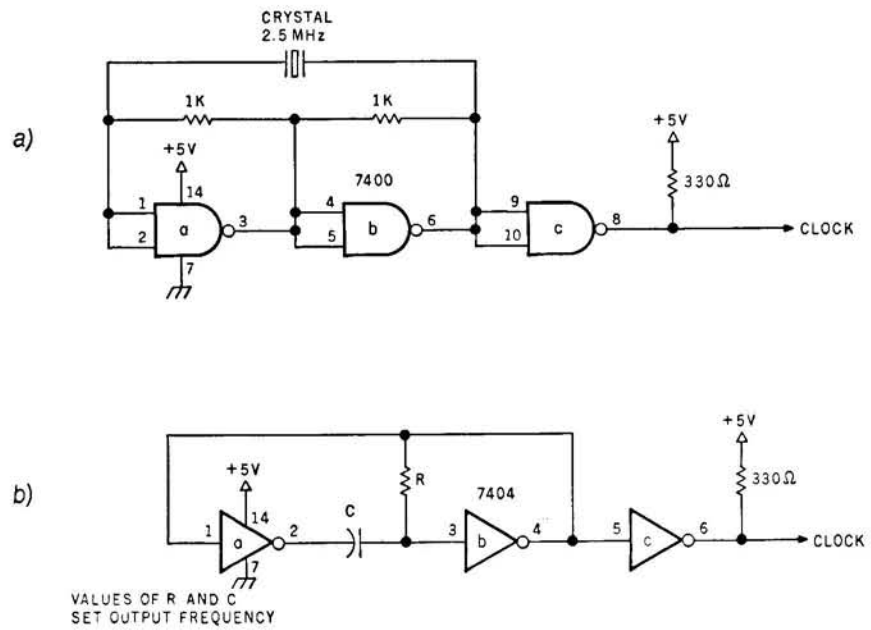 CRYSTAL
2.5 MHz
1K
1K
a)
+5V
+5V
14
7400
330Ω
1
2
a
3
4
5
b
6
9
10
c
8
CLOCK
7
+5V
b)
+5V
R
7404
330Ω
14
C
1
a
2
3
b
4
5
c
6
CLOCK
7
VALUES OF R AND C
SET OUTPUT FREQUENCY